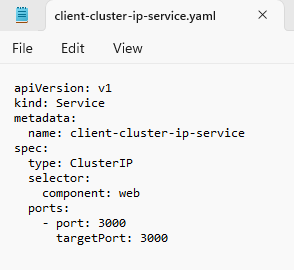 client-cluster-ip-service.yaml
File Edit View
apiVersion: v1
kind: Service
metadata:
  name: client-cluster-ip-service
spec:
  type: ClusterIP
  selector:
    component: web
  ports:
    - port: 3000
      targetPort: 3000